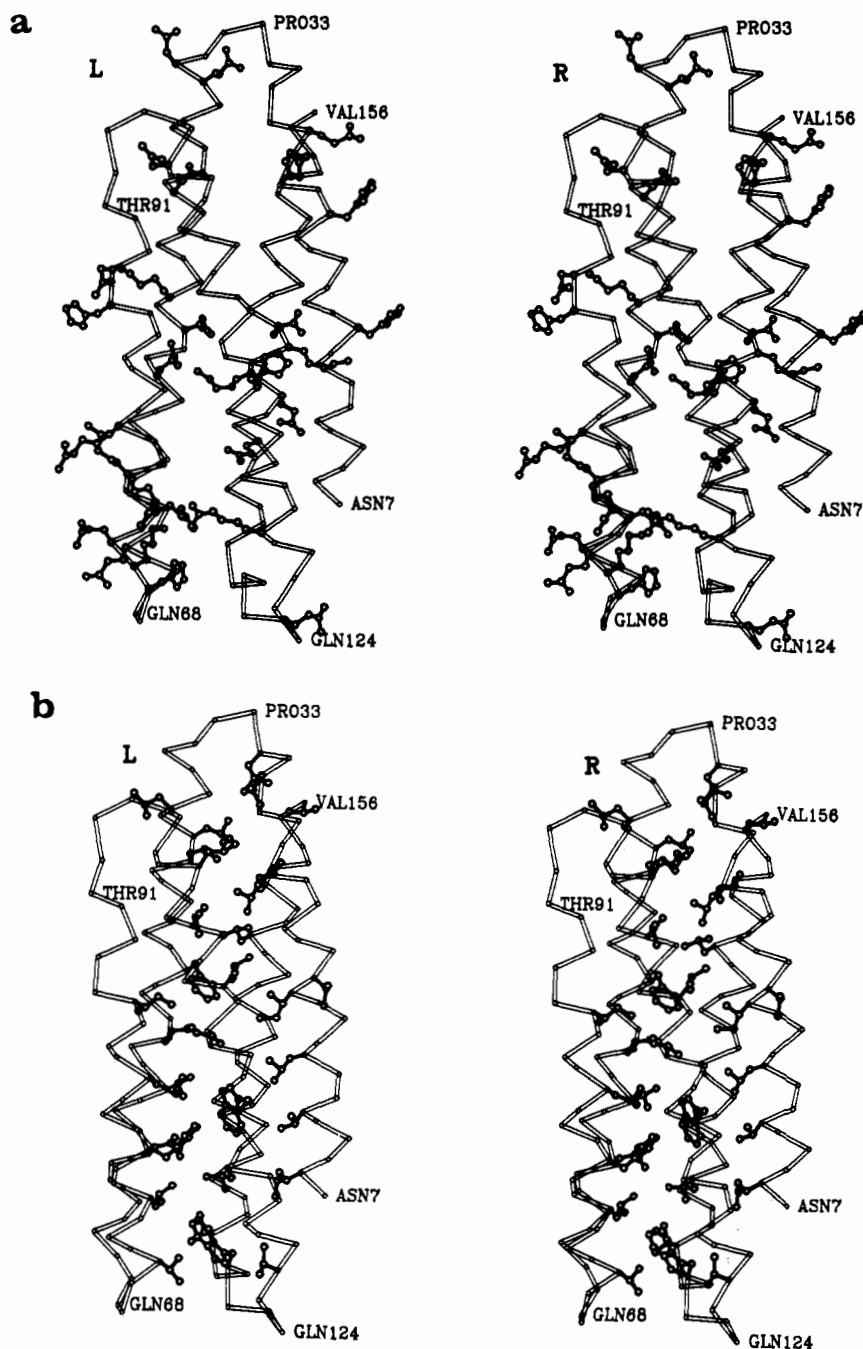 a
PRO33
PRO33
L
R
VAL156
VAL156
THR91
THR91
ASN7
ASN7
GLN68
GLN68
GLN124
GLN124
b
PRO33
PRO33
L
R
VAL156
VAL156
THR91
THR91
ASN7
ASN7
GLN68
GLN68
GLN124
GLN124